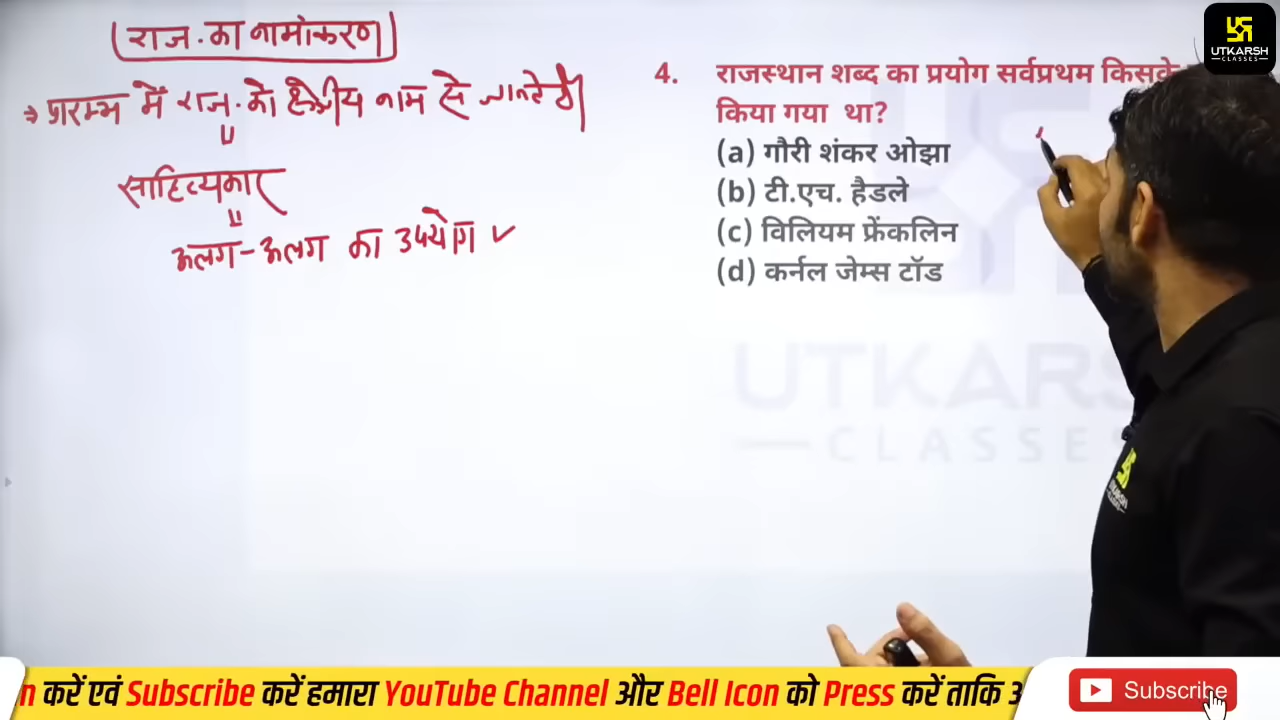 (राज. का नामोकरण)
→ प्रारम्भ में राज. को क्षेत्रीय नाम से जानते थे।
साहित्यकार
अलग-अलग का उपयोग ✓
UTKARSH
CLASSES
4. राजस्थान शब्द का प्रयोग सर्वप्रथम किसके
किया गया था?
(a) गौरी शंकर ओझा
(b) टी.एच. हैडले
(c) विलियम फ्रेंकलिन
(d) कर्नल जेम्स टॉड
UTKARS
CLASSES
UTKARSH
करें एवं Subscribe करें हमारा YouTube Channel और Bell Icon को Press करें ताकि
Subscribe